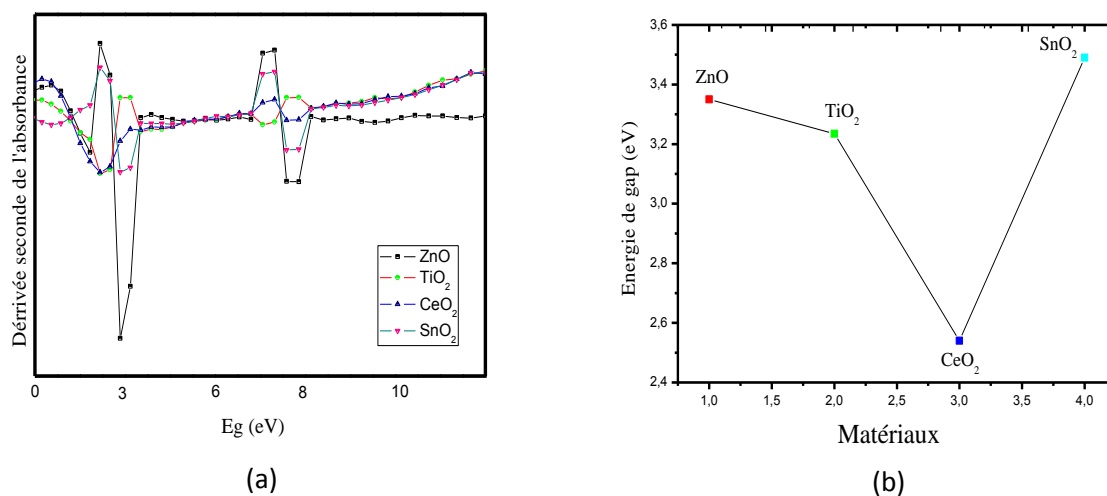 Dérrivée seconde de l'absorbance
ZnO
TiO₂
CeO₂
SnO₂
0 3 6 10
Eg (eV)
(a)
Energie de gap (eV)
3,6
3,4
3,2
3,0
2,8
2,6
2,4
ZnO
TiO₂
CeO₂
SnO₂
1,0 1,5 2,0 2,5 3,0 3,5 4,0
Matériaux
(b)